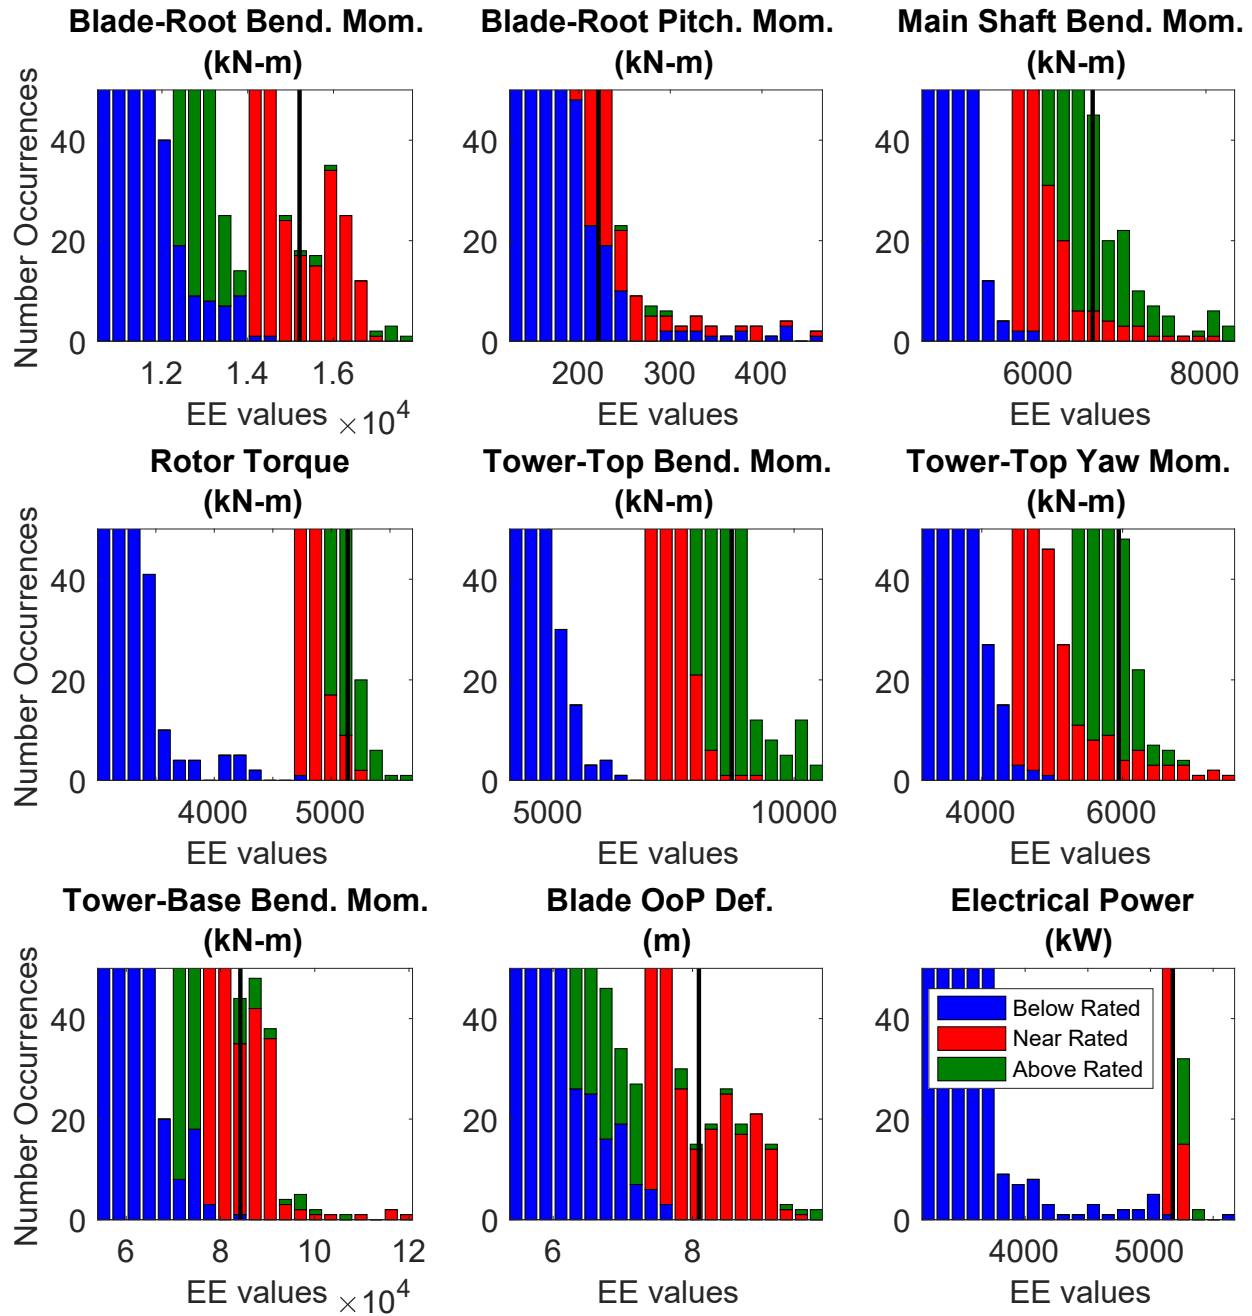 Blade-Root Bend. Mom.
(kN-m)
Blade-Root Pitch. Mom.
(kN-m)
Main Shaft Bend. Mom.
(kN-m)
Number Occurrences
40
20
0
1.2
1.4
1.6
EE values
×10^4
40
20
0
200
300
400
EE values
40
20
0
6000
8000
EE values
Rotor Torque
(kN-m)
Tower-Top Bend. Mom.
(kN-m)
Tower-Top Yaw Mom.
(kN-m)
Number Occurrences
40
20
0
4000
5000
EE values
40
20
0
5000
10000
EE values
40
20
0
4000
6000
EE values
Tower-Base Bend. Mom.
(kN-m)
Blade OoP Def.
(m)
Electrical Power
(kW)
Number Occurrences
40
20
0
6
8
10
12
EE values
×10^4
40
20
0
6
8
EE values
40
20
0
4000
5000
EE values
Below Rated
Near Rated
Above Rated